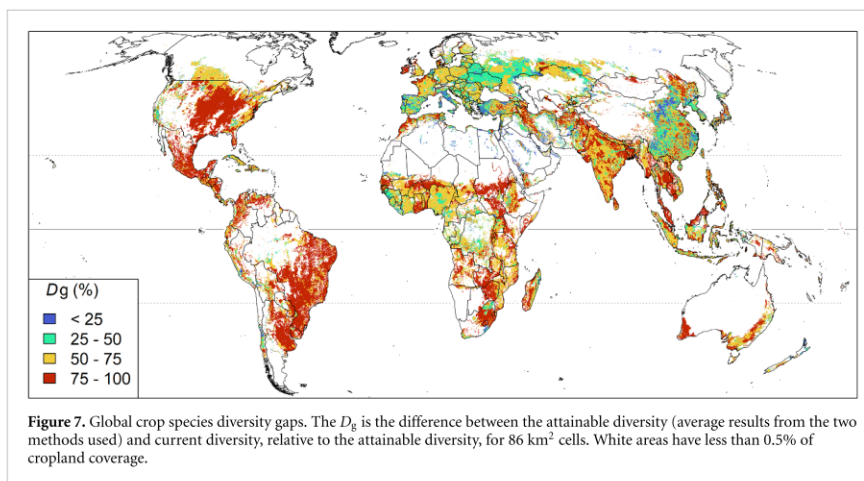 Dg (%)
< 25
25 - 50
50 - 75
75 - 100
Figure 7. Global crop species diversity gaps. The Dg is the difference between the attainable diversity (average results from the two
methods used) and current diversity, relative to the attainable diversity, for 86 km² cells. White areas have less than 0.5% of
cropland coverage.